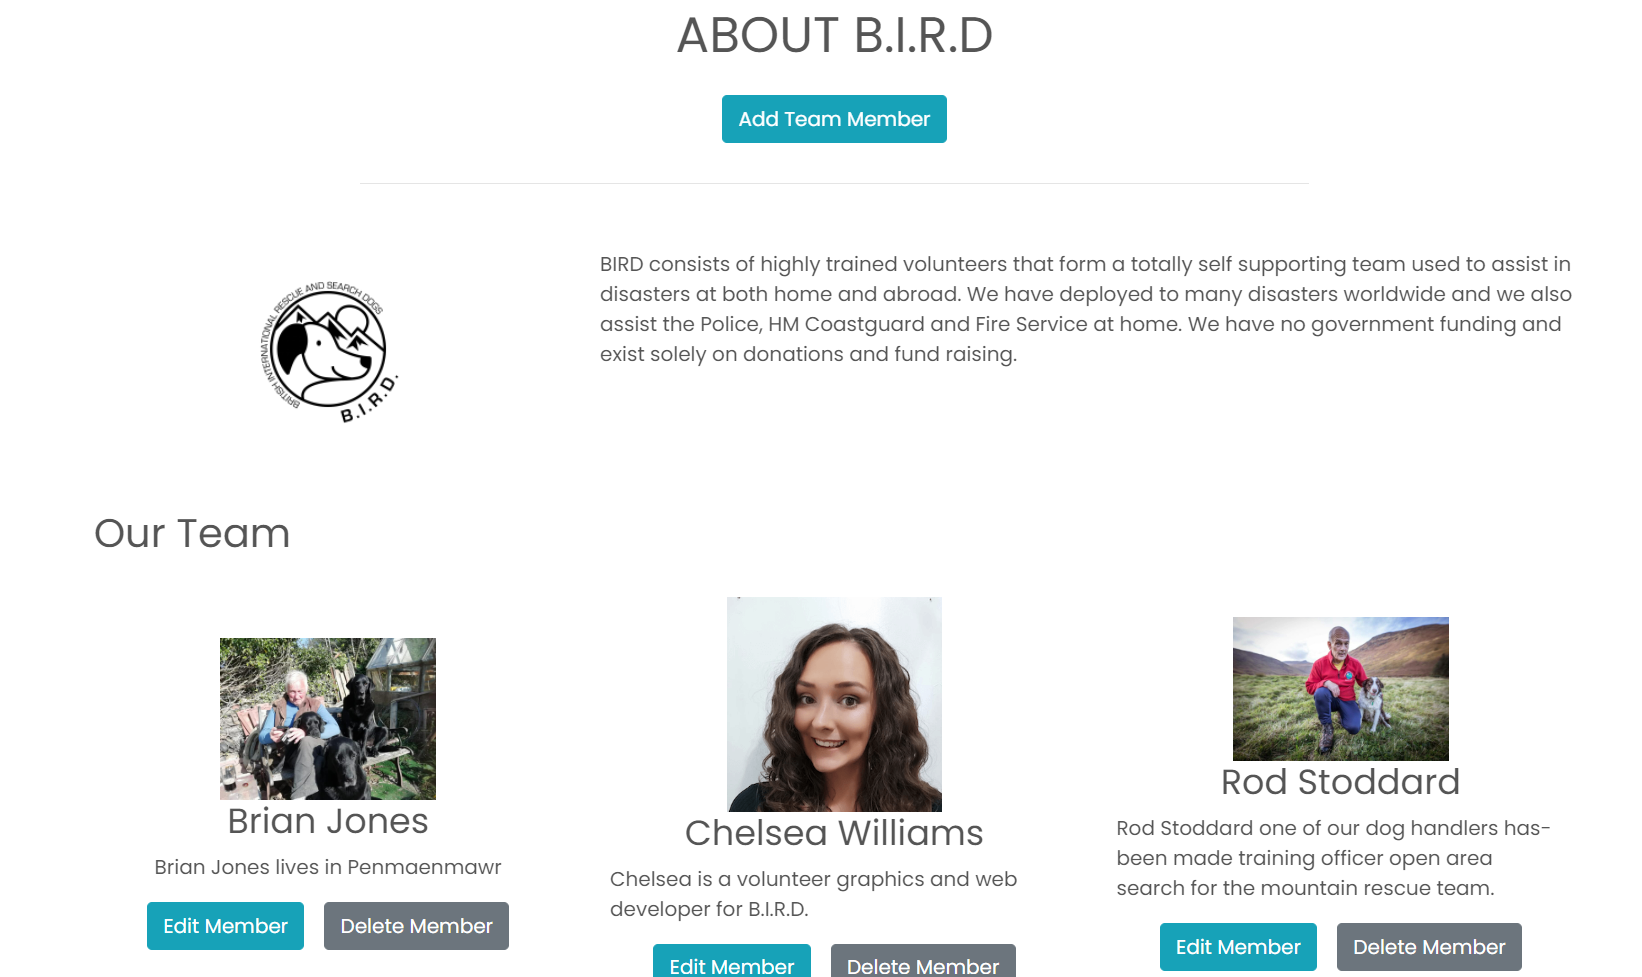 ABOUT B.I.R.D
Add Team Member
BRITISH INTERNATIONAL RESCUE AND SEARCH DOGS
B.I.R.D.
BIRD consists of highly trained volunteers that form a totally self supporting team used to assist in
disasters at both home and abroad. We have deployed to many disasters worldwide and we also
assist the Police, HM Coastguard and Fire Service at home. We have no government funding and
exist solely on donations and fund raising.
Our Team
Brian Jones
Brian Jones lives in Penmaenmawr
Edit Member Delete Member
Chelsea Williams
Chelsea is a volunteer graphics and web
developer for B.I.R.D.
Edit Member Delete Member
Rod Stoddard
Rod Stoddard one of our dog handlers has-
been made training officer open area
search for the mountain rescue team.
Edit Member Delete Member